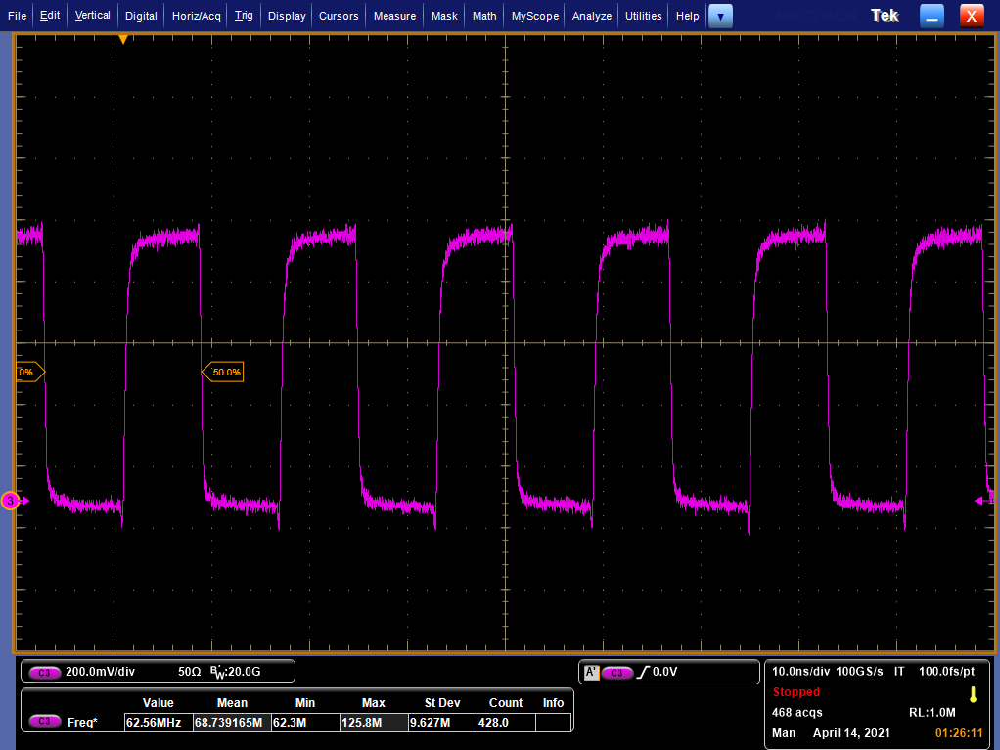 File Edit Vertical Digital Horiz/Acq Trig Display Cursors Measure Mask Math MyScope Analyze Utilities Help Tek X
.0% 50.0%
3
C3 200.0mV/div 50Ω BW:20.0G
A' C3 0.0V
10.0ns/div 100GS/s IT 100.0fs/pt
Stopped
468 acqs RL:1.0M
Man April 14, 2021 01:26:11
Value Mean Min Max St Dev Count Info
C3 Freq* 62.56MHz 68.739165M 62.3M 125.8M 9.627M 428.0